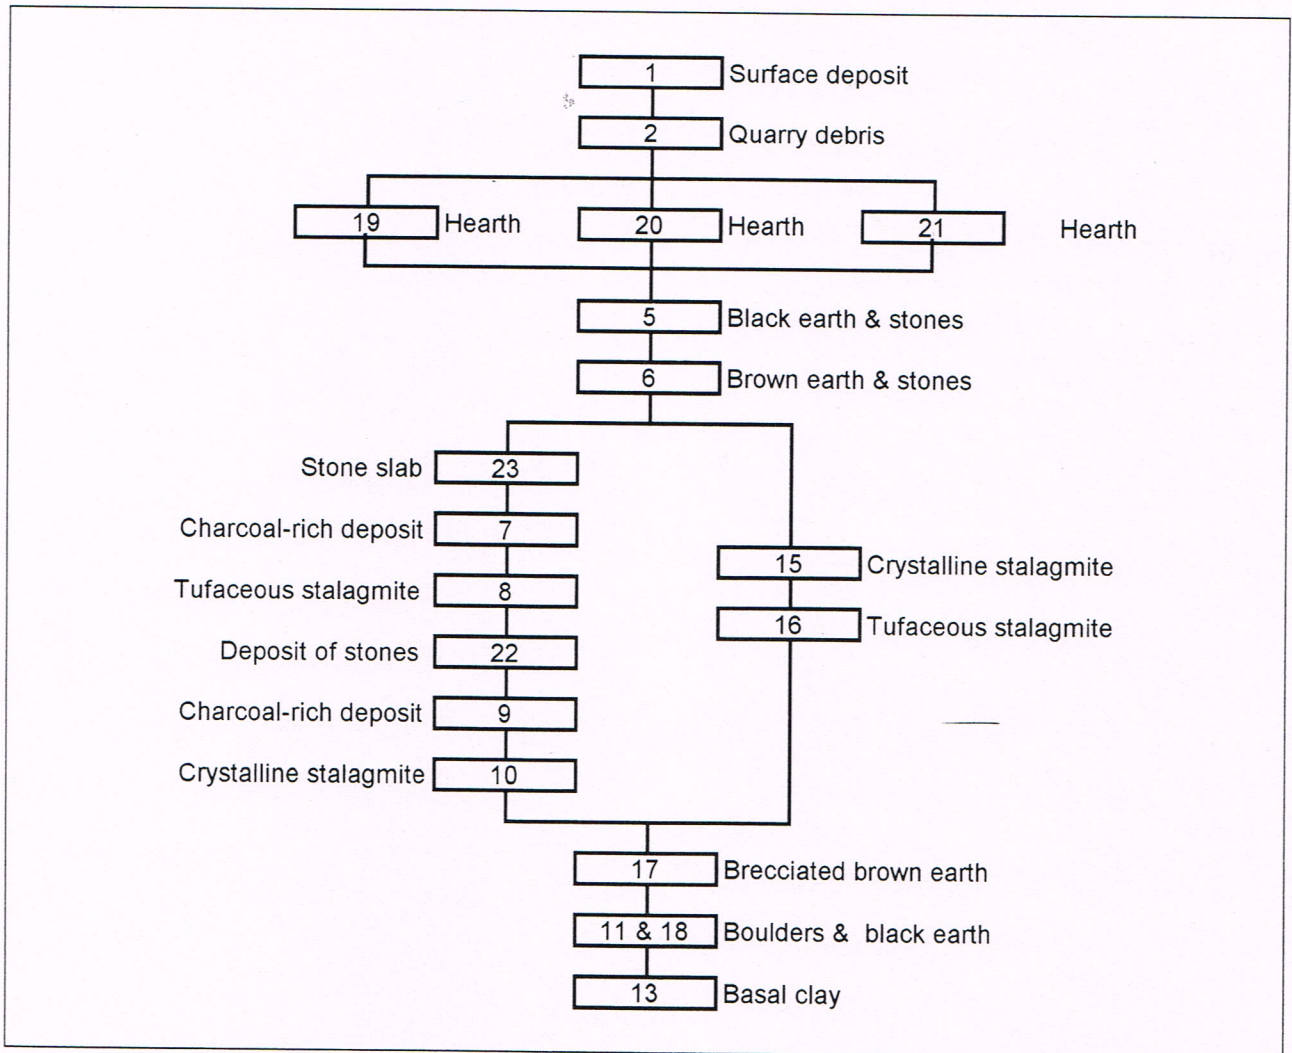 1 Surface deposit
2 Quarry debris
19 Hearth 20 Hearth 21 Hearth
5 Black earth & stones
6 Brown earth & stones
Stone slab 23
Charcoal-rich deposit 7
15 Crystalline stalagmite
Tufaceous stalagmite 8
16 Tufaceous stalagmite
Deposit of stones 22
Charcoal-rich deposit 9
Crystalline stalagmite 10
17 Brecciated brown earth
11 & 18 Boulders & black earth
13 Basal clay